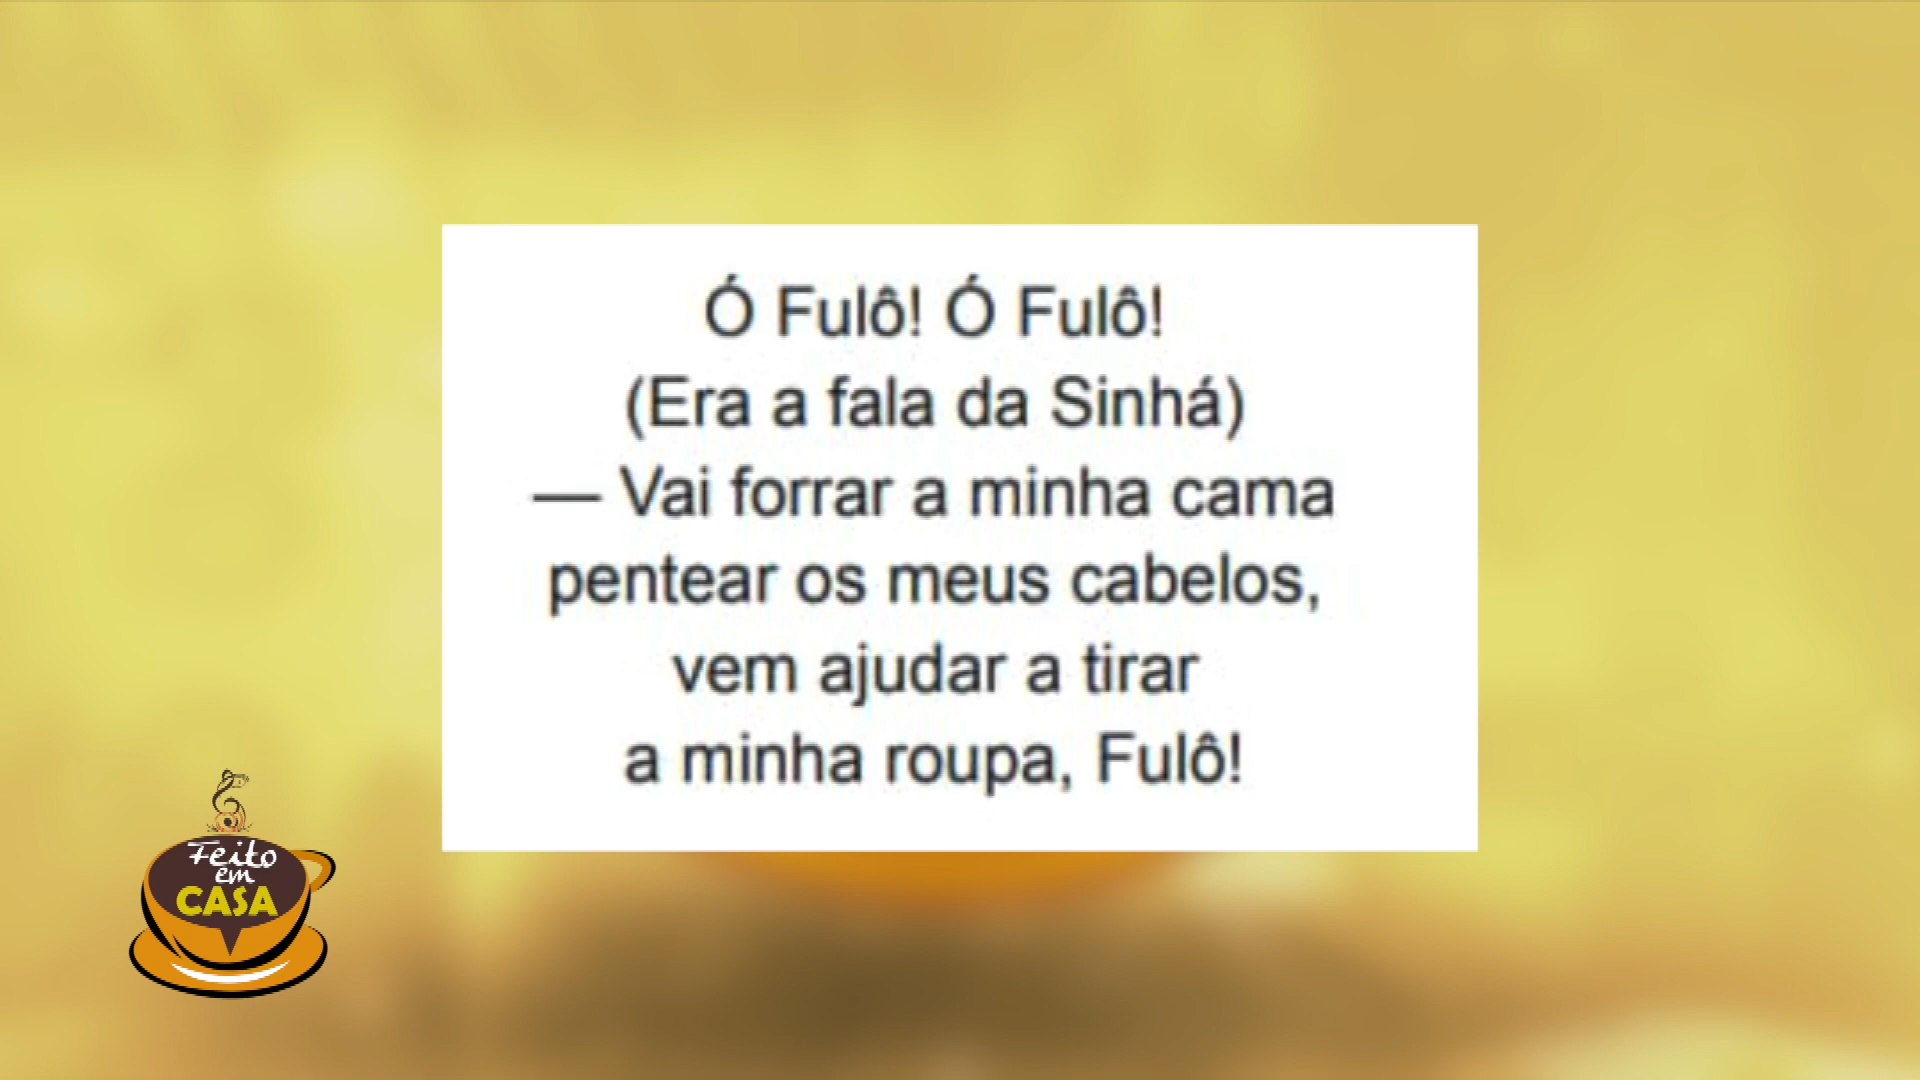 Ó Fulô! Ó Fulô!
(Era a fala da Sinhá)
— Vai forrar a minha cama
pentear os meus cabelos,
vem ajudar a tirar
a minha roupa, Fulô!
Feito
em
CASA